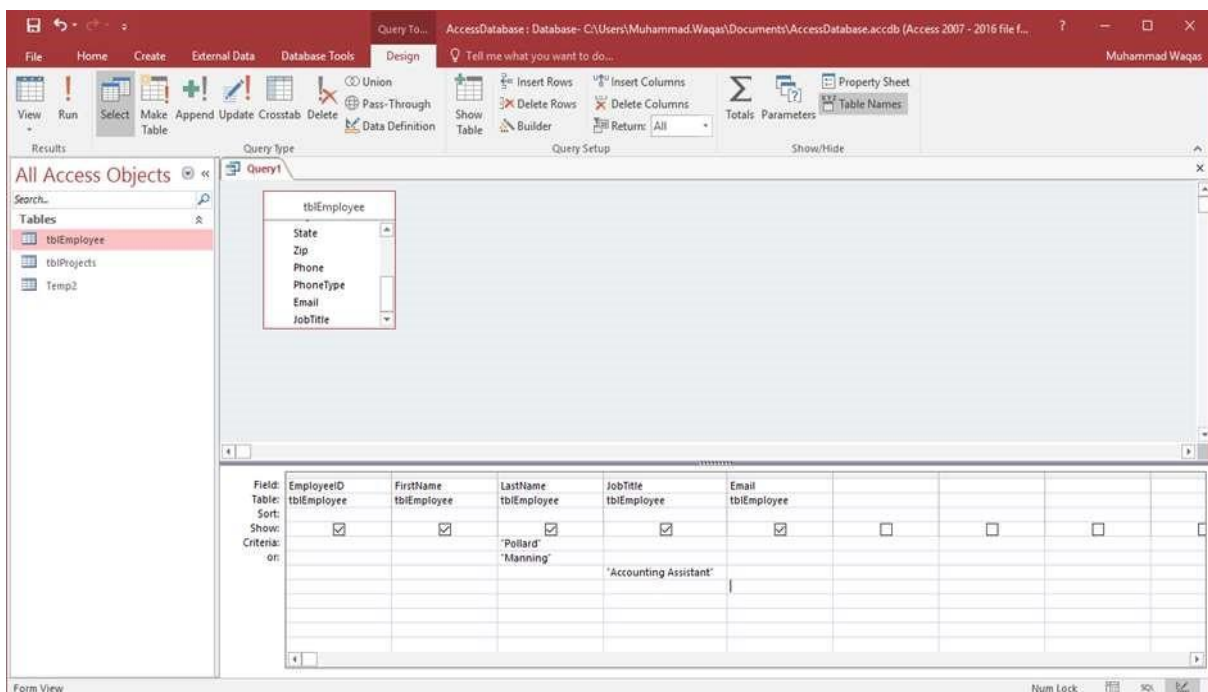 Query To...
AccessDatabase : Database- C:\Users\Muhammad.Waqas\Documents\AccessDatabase.accdb (Access 2007 - 2016 file f...
?
File Home Create External Data Database Tools Design Tell me what you want to do... Muhammad Waqas
View Run Select Make Table Append Update Crosstab Delete
Union
Pass-Through
Data Definition
Show Table
Insert Rows
Delete Rows
Builder
Insert Columns
Delete Columns
Return: All
Totals Parameters
Property Sheet
Table Names
Results Query Type Query Setup Show/Hide
All Access Objects
Search...
Tables
tblEmployee
tblProjects
Temp2
Query1
tblEmployee
State
Zip
Phone
PhoneType
Email
JobTitle
Field: EmployeeID FirstName LastName JobTitle Email
Table: tblEmployee tblEmployee tblEmployee tblEmployee tblEmployee
Sort:
Show:
Criteria: "Pollard"
or: "Manning"
"Accounting Assistant"
Form View Num Lock SQL